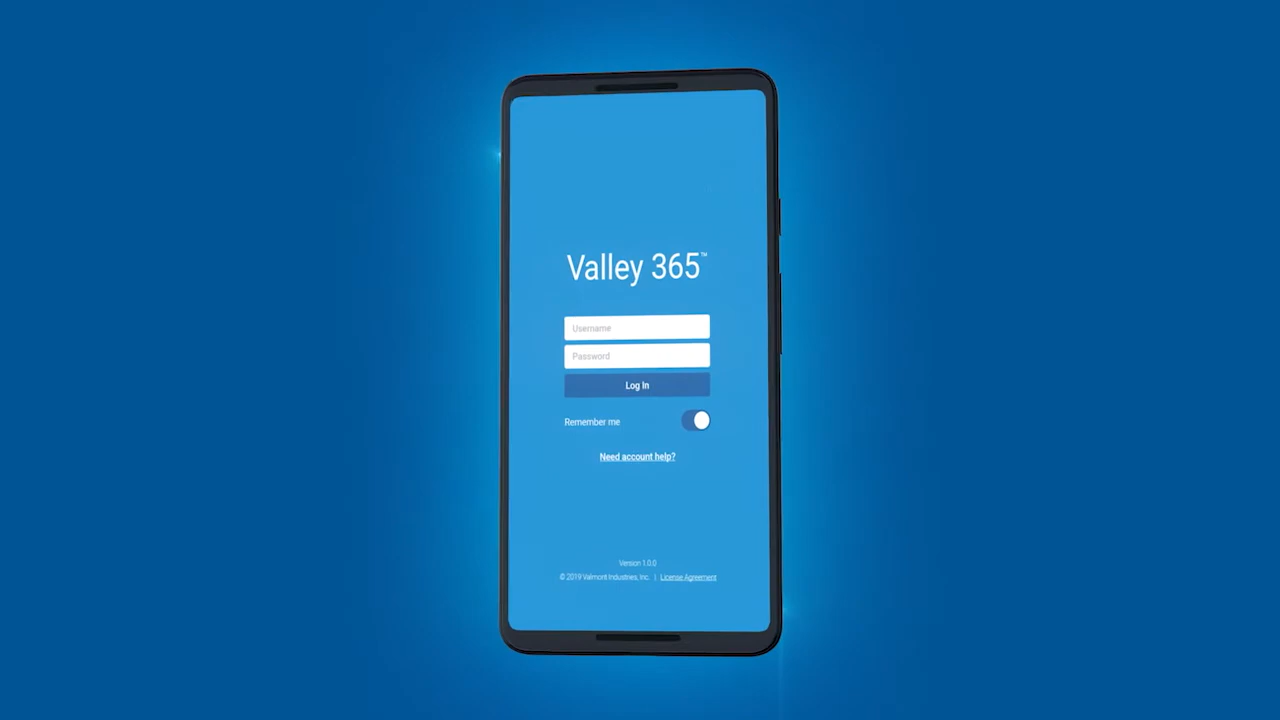 Valley 365™
Username
Password
Log In
Remember me
Need account help?
Version 1.0.0
© 2019 Valmont Industries, Inc. | License Agreement